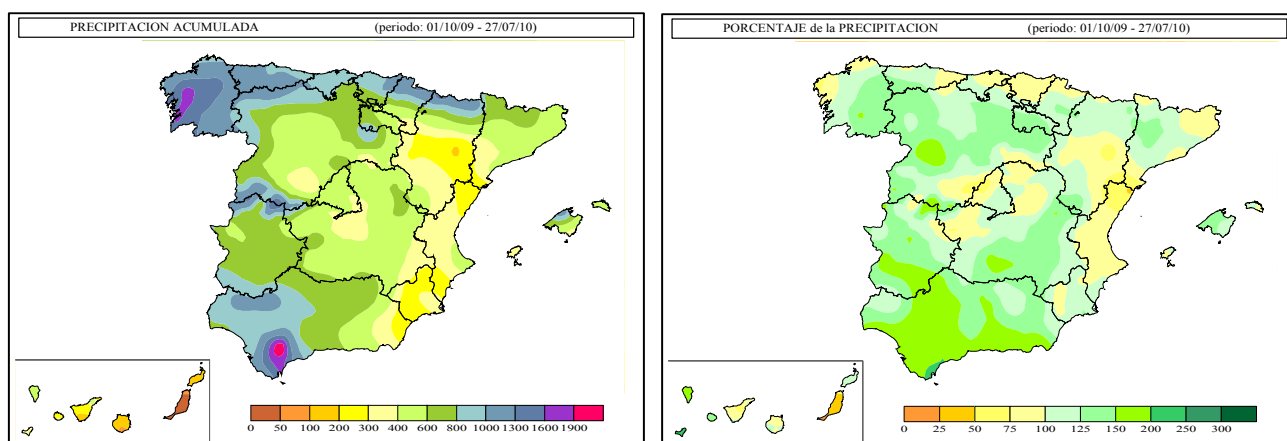 PRECIPITACION ACUMULADA (periodo: 01/10/09 - 27/07/10)
0 50 100 200 300 400 600 800 1000 1300 1600 1900
PORCENTAJE de la PRECIPITACION (periodo: 01/10/09 - 27/07/10)
0 25 50 75 100 125 150 200 250 300